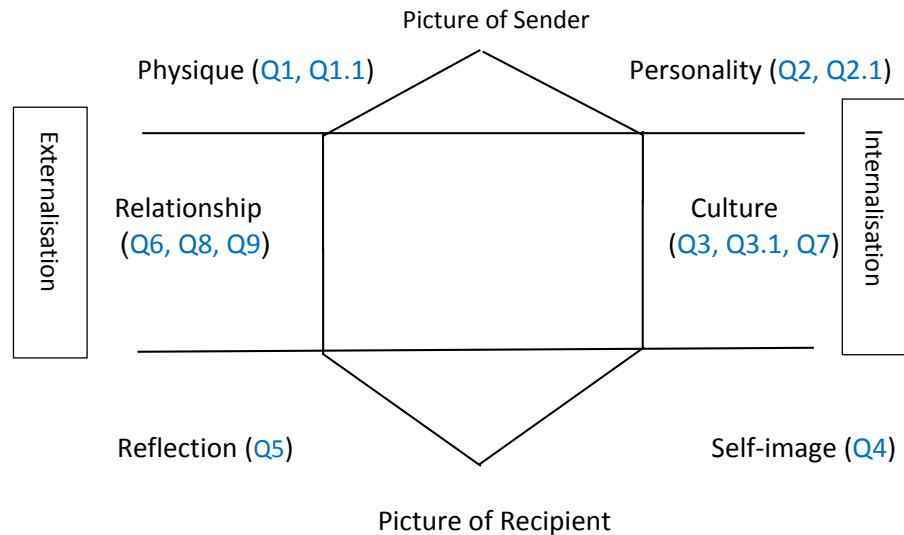 Picture of Sender
Physique (Q1, Q1.1)
Personality (Q2, Q2.1)
Externalisation
Internalisation
Relationship
(Q6, Q8, Q9)
Culture
(Q3, Q3.1, Q7)
Reflection (Q5)
Self-image (Q4)
Picture of Recipient